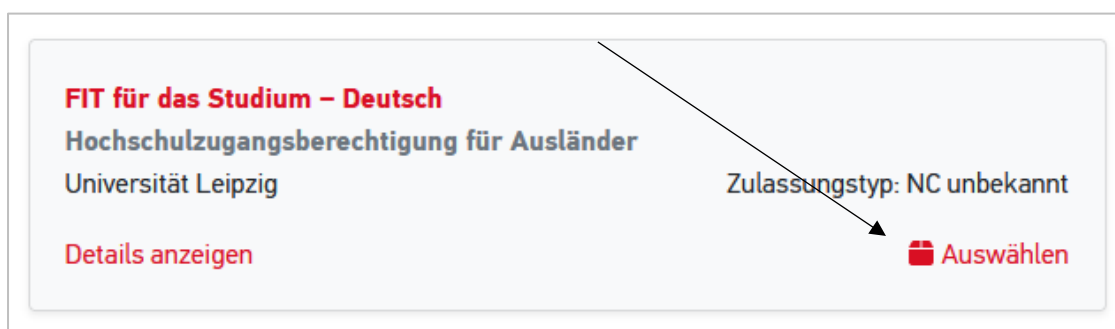 FIT für das Studium – Deutsch
Hochschulzugangsberechtigung für Ausländer
Universität Leipzig
Zulassungstyp: NC unbekannt
Details anzeigen
Auswählen